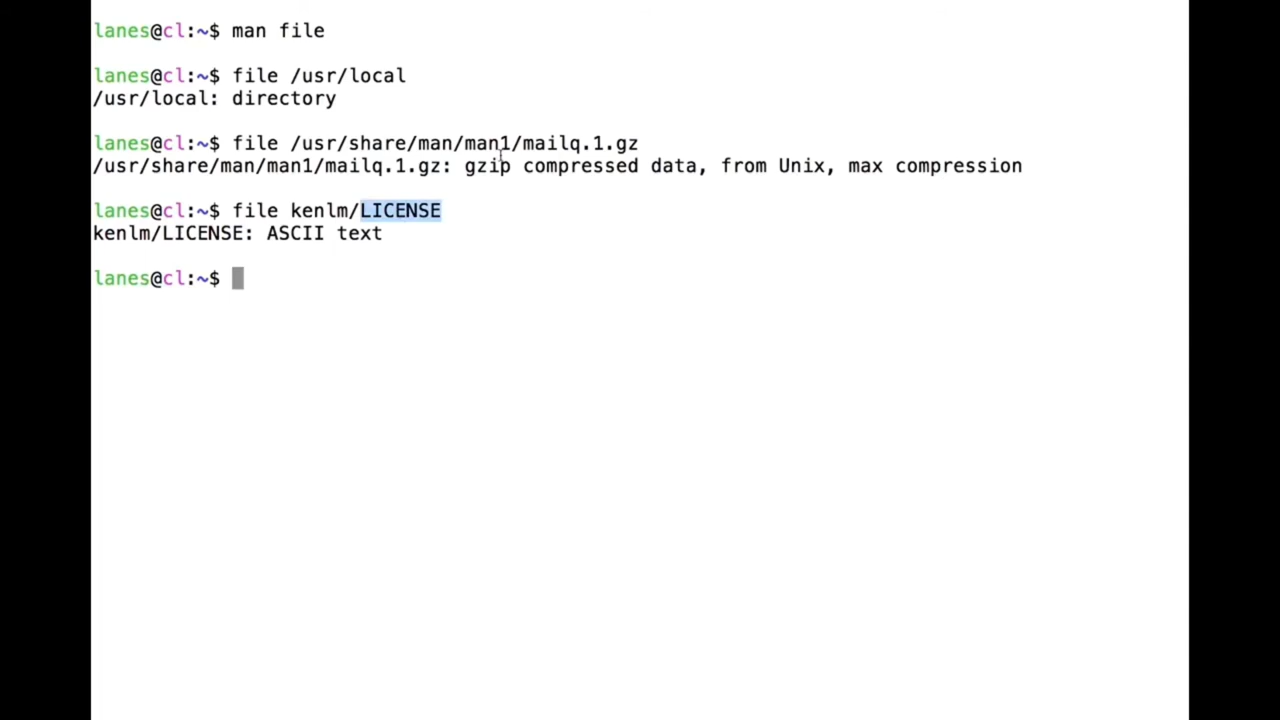 lanes@cl:~$ man file
lanes@cl:~$ file /usr/local
/usr/local: directory
lanes@cl:~$ file /usr/share/man/man1/mailq.1.gz
/usr/share/man/man1/mailq.1.gz: gzip compressed data, from Unix, max compression
lanes@cl:~$ file kenlm/LICENSE
kenlm/LICENSE: ASCII text
lanes@cl:~$